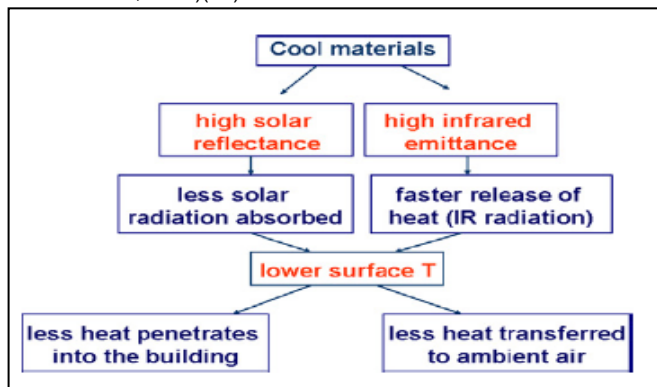 Cool materials
high solar
reflectance
high infrared
emittance
less solar
radiation absorbed
faster release of
heat (IR radiation)
lower surface T
less heat penetrates
into the building
less heat transferred
to ambient air